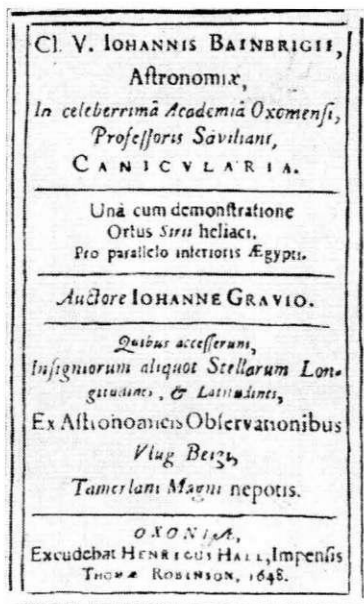 Cl. V. IOHANNIS BAINBRIGII,
Aſtronomiæ,
In celeberrimâ Academiâ Oxonienſi,
Profeſſoris Saviliani,
CANICVLARIA.
Unà cum demonſtratione
Ortus Sirii heliaci.
Pro parallelo inferioris Ægypti.
Auctore IOHANNE GRAVIO.
Quibus acceſſerunt,
Inſigniorum aliquot Stellarum Lon-
gitudines, & Latitudines,
Ex Aſtronomicis Obſervationibus
Vlug Beigi,
Tamerlani Magni nepotis.
OXONIÆ,
Excudebat HENRICUS HALL, Impenſis
THOMÆ ROBINSON, 1648.